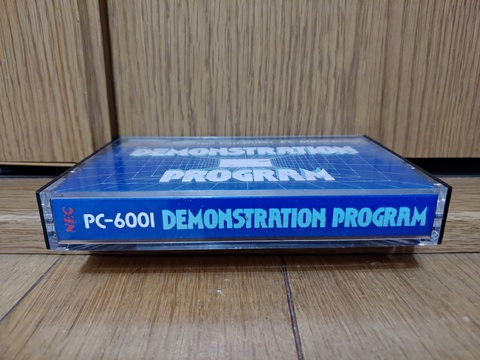 DEMONSTRATION
PROGRAM
NEC
PC-6001 DEMONSTRATION PROGRAM